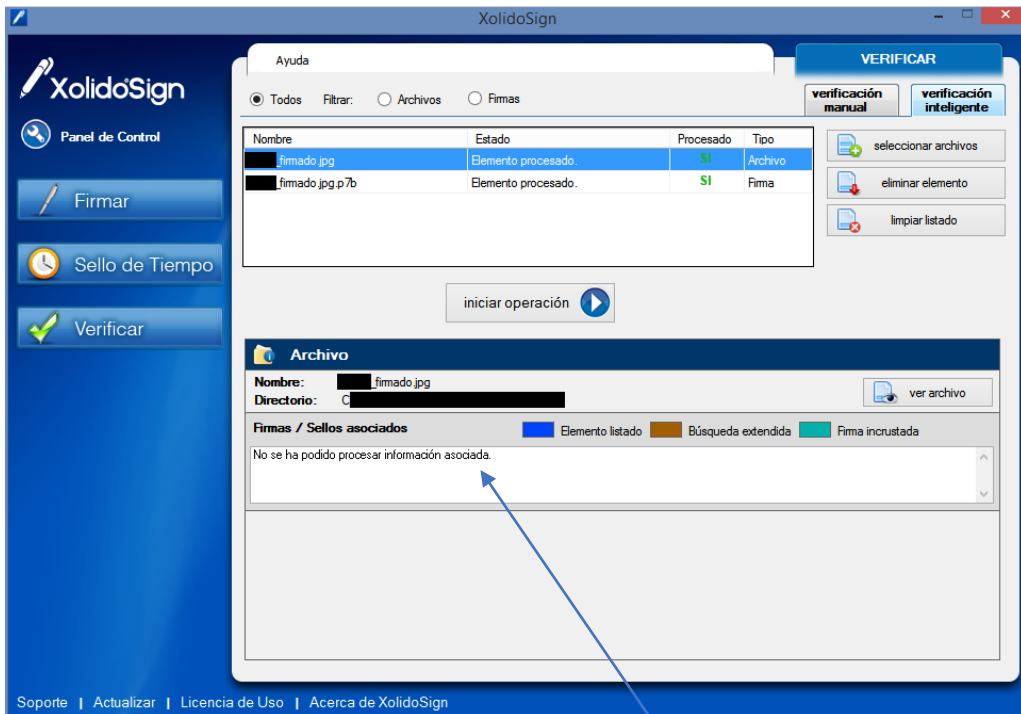 XolidoSign
XolidoSign
Panel de Control
Firmar
Sello de Tiempo
Verificar
Ayuda
VERIFICAR
Todos Filtrar: Archivos Firmas
verificación manual
verificación inteligente
Nombre Estado Procesado Tipo
_firmado.jpg Elemento procesado. SI Archivo
_firmado.jpg.p7b Elemento procesado. SI Firma
seleccionar archivos
eliminar elemento
limpiar listado
iniciar operación
Archivo
Nombre: _firmado.jpg
Directorio: C
ver archivo
Firmas / Sellos asociados Elemento listado Búsqueda extendida Firma incrustada
No se ha podido procesar información asociada.
Soporte | Actualizar | Licencia de Uso | Acerca de XolidoSign